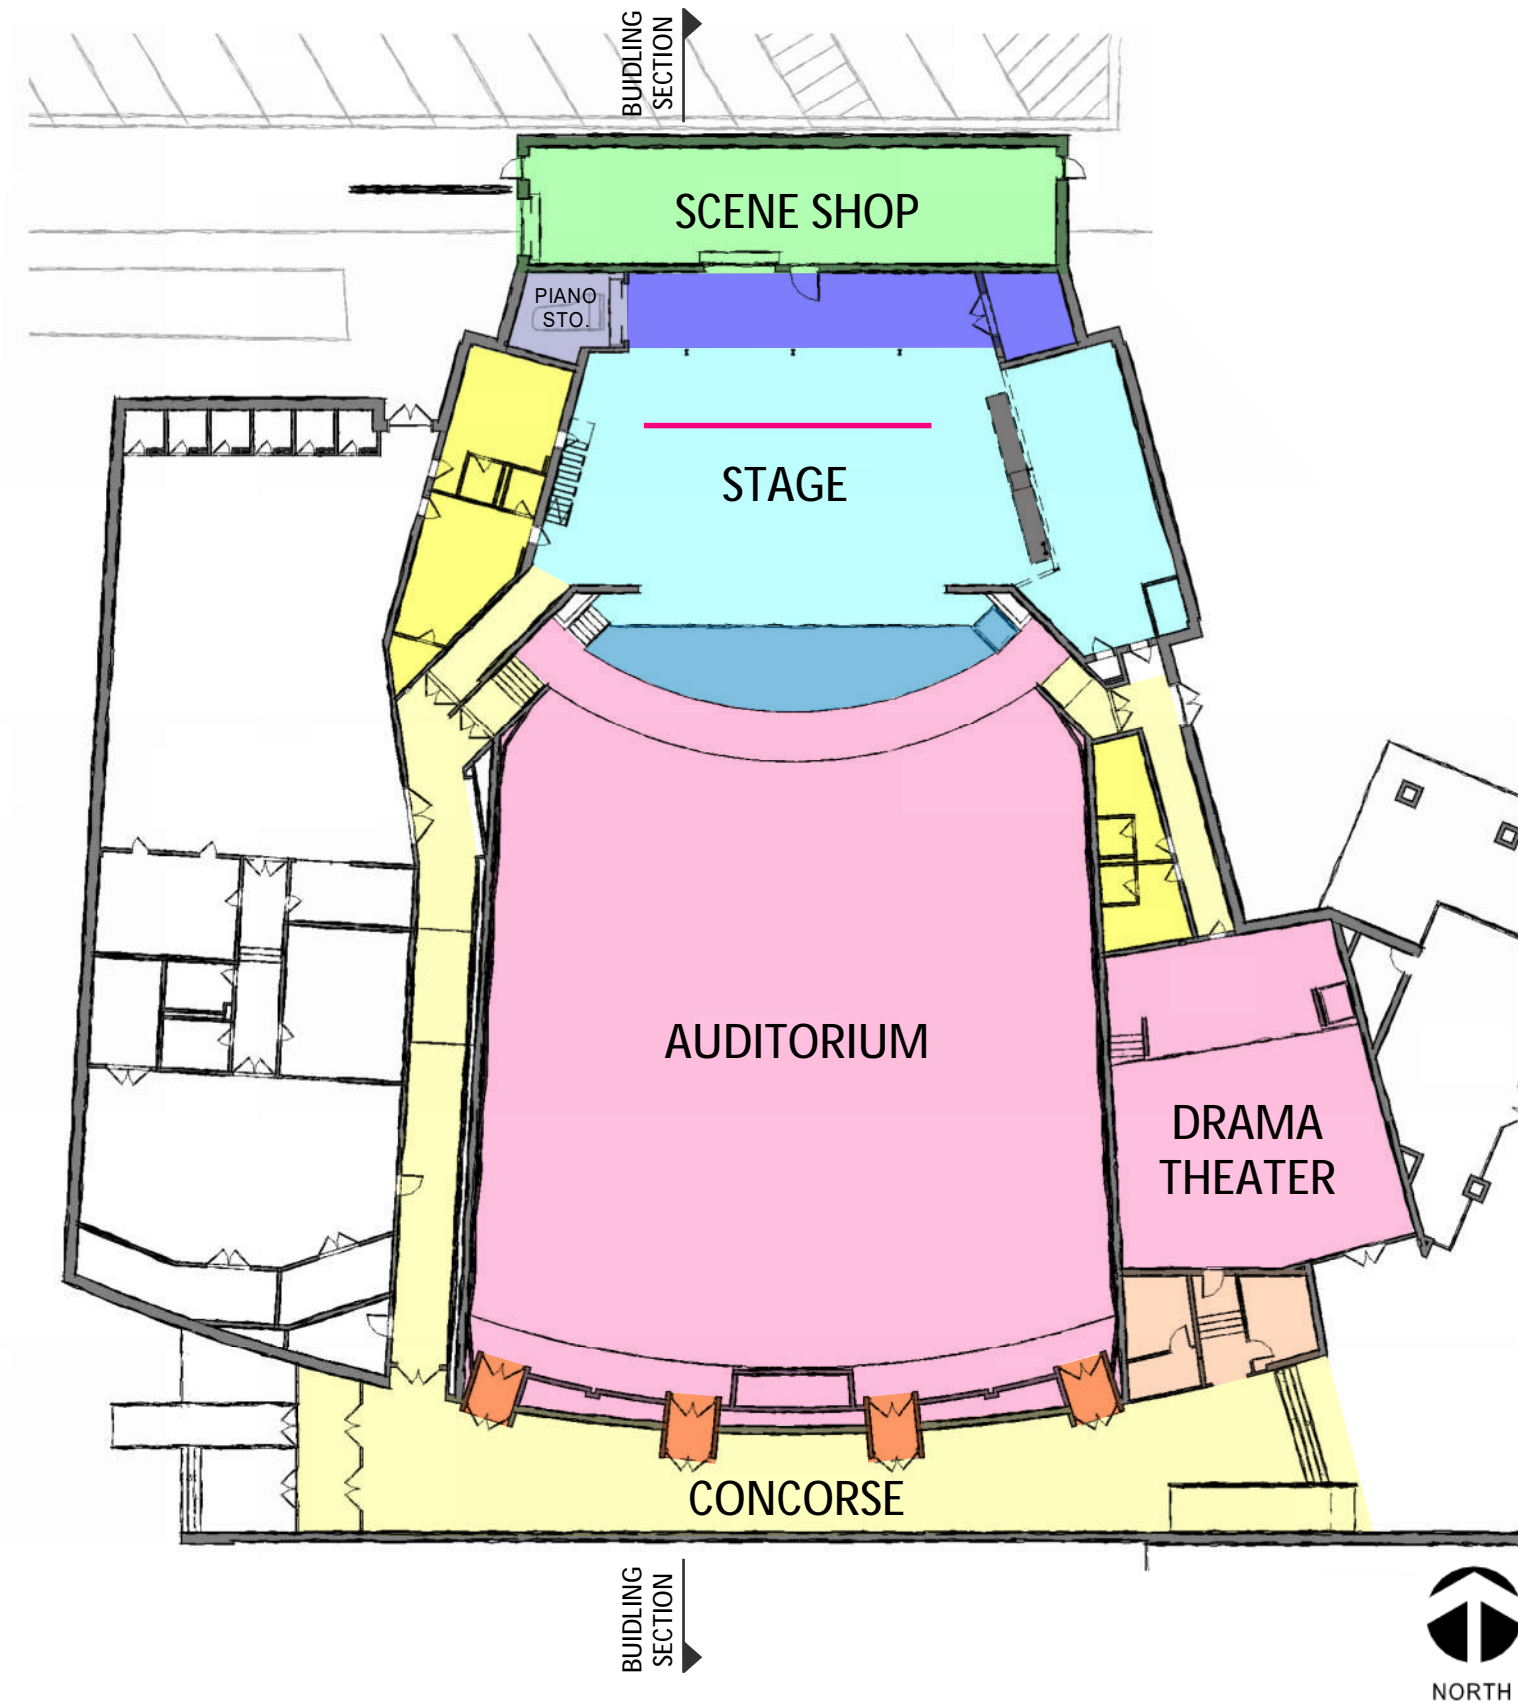 BUIDLING
SECTION
SCENE SHOP
PIANO
STO.
STAGE
AUDITORIUM
DRAMA
THEATER
CONCORSE
BUIDLING
SECTION
NORTH